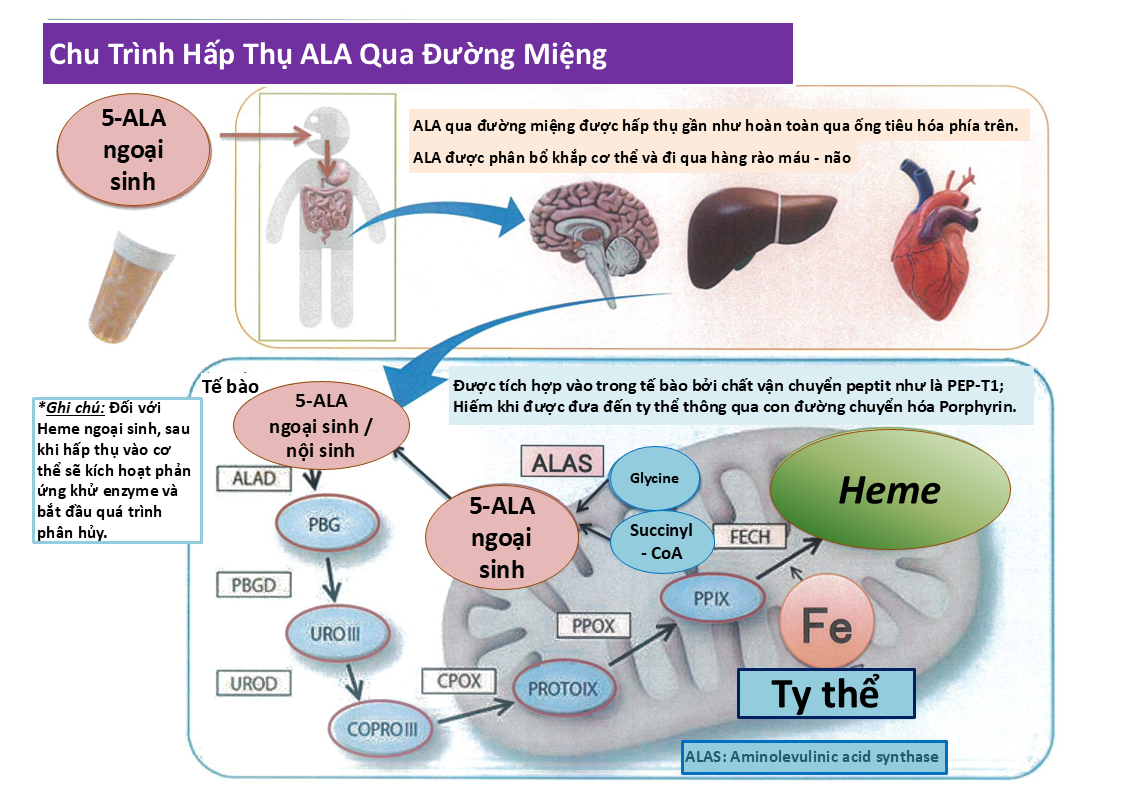 Chu Trình Hấp Thụ ALA Qua Đường Miệng
5-ALA
ngoại
sinh
ALA qua đường miệng được hấp thụ gần như hoàn toàn qua ống tiêu hóa phía trên.
ALA được phân bổ khắp cơ thể và đi qua hàng rào máu - não
Tế bào
5-ALA
ngoại sinh /
nội sinh
Được tích hợp vào trong tế bào bởi chất vận chuyển peptit như là PEP-T1;
Hiếm khi được đưa đến ty thể thông qua con đường chuyển hóa Porphyrin.
*Ghi chú: Đối với
Heme ngoại sinh, sau
khi hấp thụ vào cơ
thể sẽ kích hoạt phản
ứng khử enzyme và
bắt đầu quá trình
phân hủy.
ALAD
PBG
PBGD
UROIII
UROD
COPROIII
CPOX
PROTOIX
PPOX
PPIX
FECH
ALAS
Glycine
Succinyl
- CoA
5-ALA
ngoại
sinh
Heme
Fe
Ty thể
ALAS: Aminolevulinic acid synthase